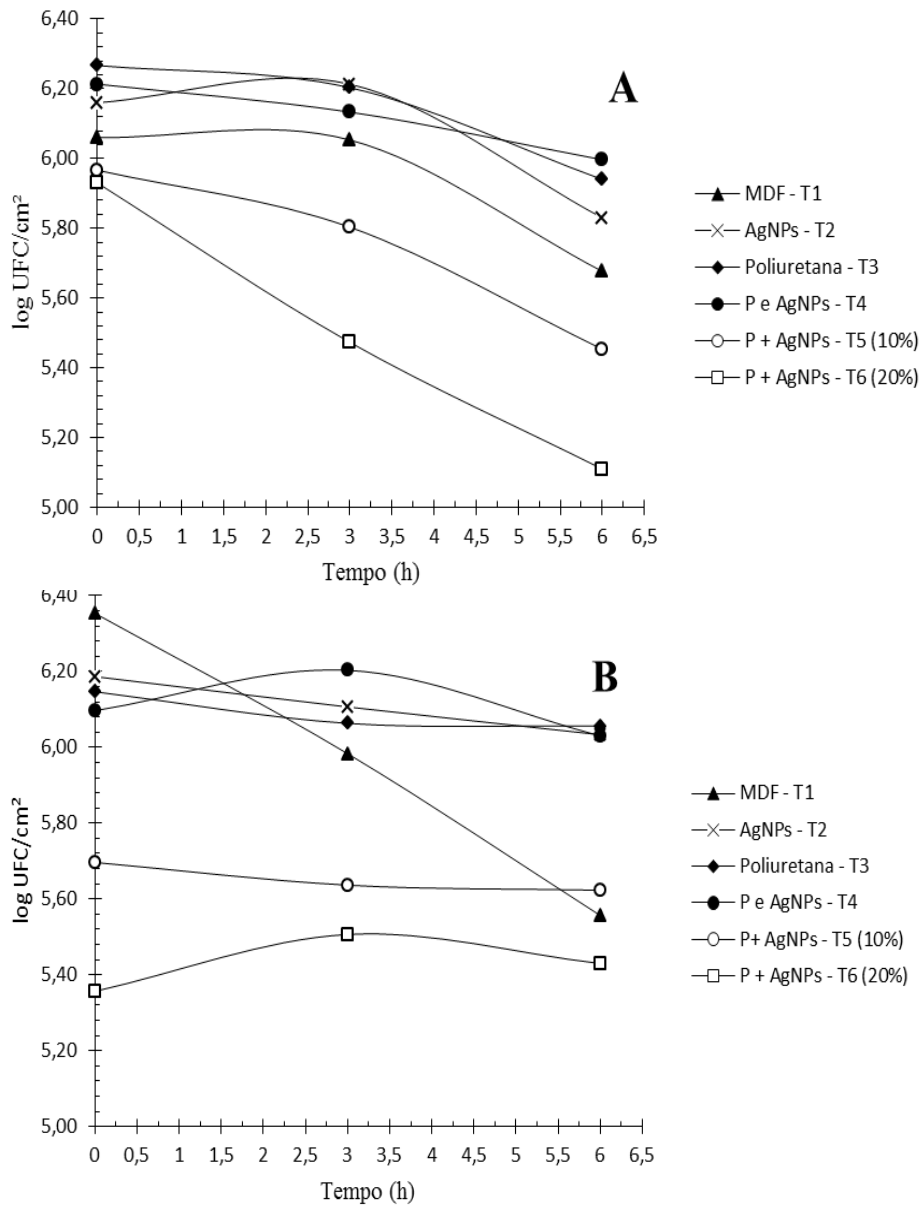 6,40
6,20
6,00
5,80
5,60
5,40
5,20
5,00
log UFC/cm²
0 0,5 1 1,5 2 2,5 3 3,5 4 4,5 5 5,5 6 6,5
Tempo (h)
A
MDF - T1
AgNPs - T2
Poliuretana - T3
P e AgNPs - T4
P + AgNPs - T5 (10%)
P + AgNPs - T6 (20%)
6,40
6,20
6,00
5,80
5,60
5,40
5,20
5,00
log UFC/cm²
0 0,5 1 1,5 2 2,5 3 3,5 4 4,5 5 5,5 6 6,5
Tempo (h)
B
MDF - T1
AgNPs - T2
Poliuretana - T3
P e AgNPs - T4
P+ AgNPs - T5 (10%)
P + AgNPs - T6 (20%)